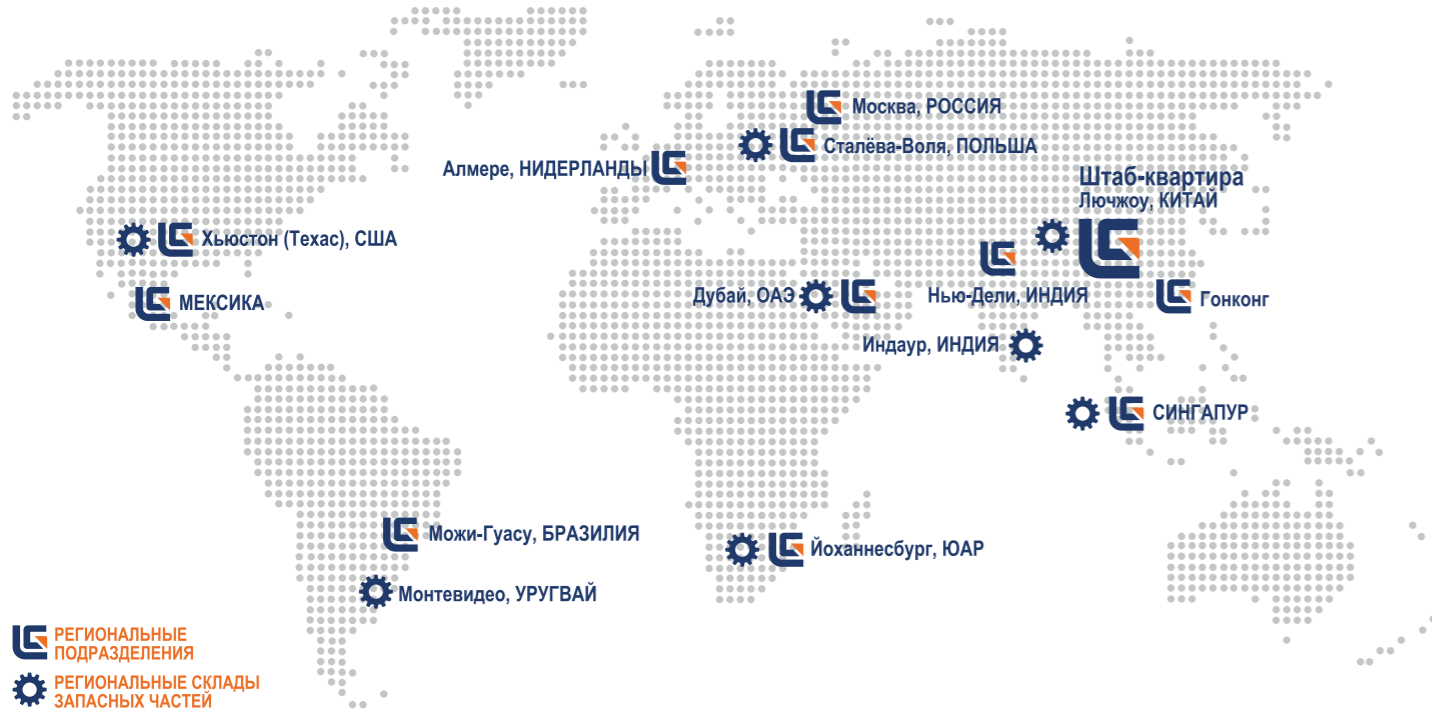 Москва, РОССИЯ
Сталёва-Воля, ПОЛЬША
Алмере, НИДЕРЛАНДЫ
Штаб-квартира
Лючжоу, КИТАЙ
Хьюстон (Техас), США
МЕКСИКА
Дубай, ОАЭ
Нью-Дели, ИНДИЯ
Гонконг
Индаур, ИНДИЯ
СИНГАПУР
Можи-Гуасу, БРАЗИЛИЯ
Йоханнесбург, ЮАР
Монтевидео, УРУГВАЙ
РЕГИОНАЛЬНЫЕ
ПОДРАЗДЕЛЕНИЯ
РЕГИОНАЛЬНЫЕ СКЛАДЫ
ЗАПАСНЫХ ЧАСТЕЙ